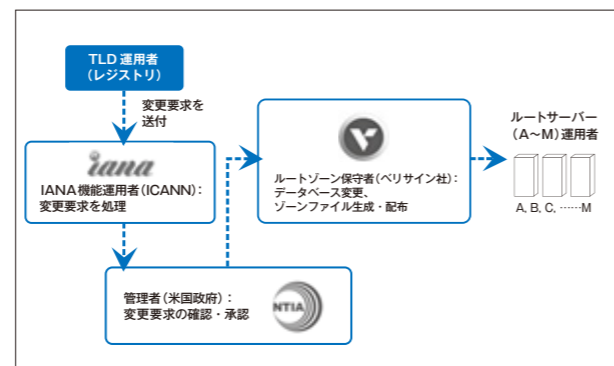 TLD 運用者
(レジストリ)
変更要求を
送付
iana
IANA機能運用者(ICANN):
変更要求を処理
管理者(米国政府):
変更要求の確認・承認
NTIA
ルートゾーン保守者(ベリサイン社):
データベース変更、
ゾーンファイル生成・配布
ルートサーバー
(A〜M)運用者
A, B, C, ……M